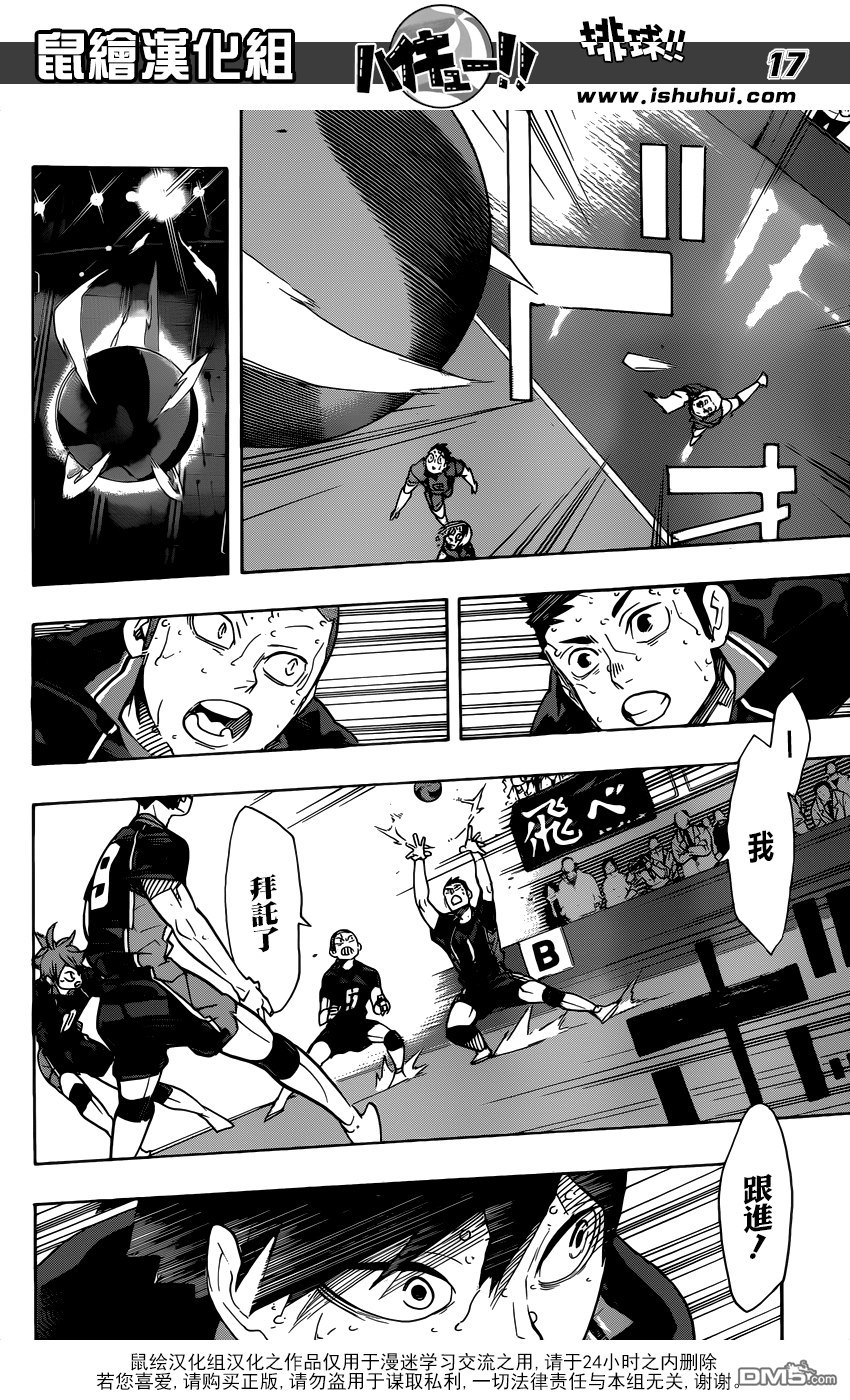 鼠繪漢化組
ハイキュー!!
排球!!
17
www.ishuhui.com
ドキ
飛べ
B
我
拜託了
跟進!
鼠绘汉化组汉化之作品仅用于漫迷学习交流之用, 请于24小时之内删除
若您喜爱, 请购买正版, 请勿盗用于谋取私利, 一切法律责任与本组无关, 谢谢.
DM5.com